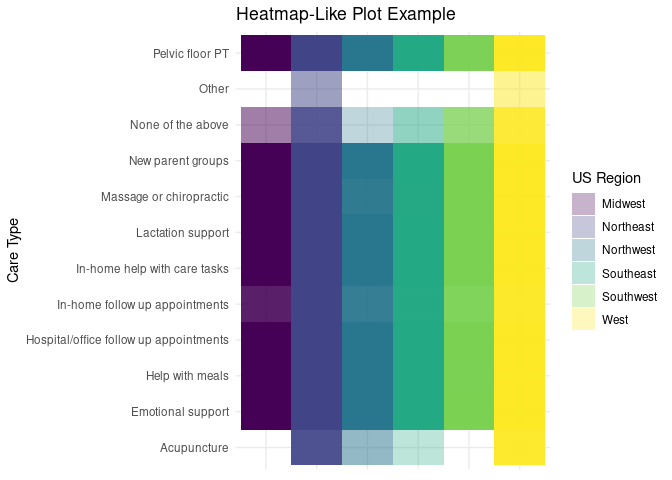 Heatmap-Like Plot Example
Care Type
Pelvic floor PT
Other
None of the above
New parent groups
Massage or chiropractic
Lactation support
In-home help with care tasks
In-home follow up appointments
Hospital/office follow up appointments
Help with meals
Emotional support
Acupuncture
US Region
Midwest
Northeast
Northwest
Southeast
Southwest
West